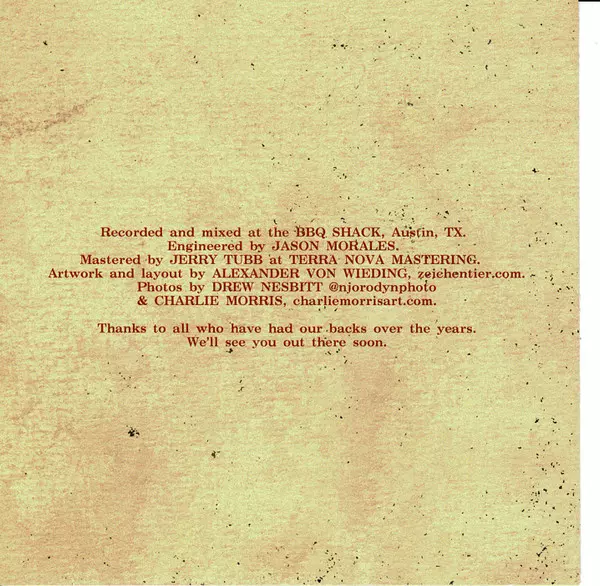 Recorded and mixed at the BBQ SHACK, Austin, TX.
Engineered by JASON MORALES.
Mastered by JERRY TUBB at TERRA NOVA MASTERING.
Artwork and layout by ALEXANDER VON WIEDING, zeichentier.com.
Photos by DREW NESBITT @njorodynphoto
& CHARLIE MORRIS, charliemorrisart.com.
Thanks to all who have had our backs over the years.
We'll see you out there soon.